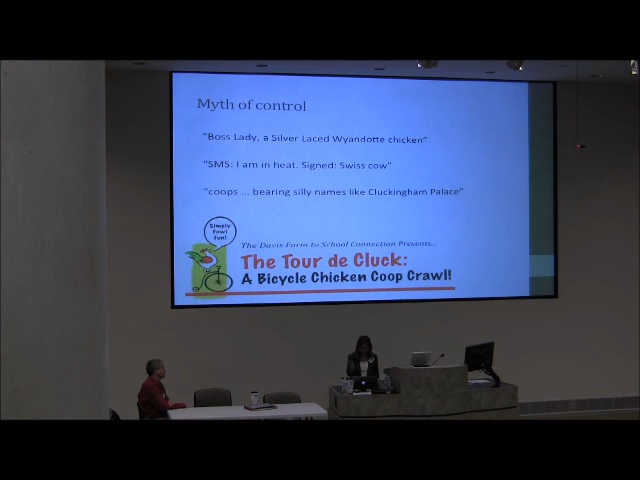 Myth of control
“Boss Lady, a Silver Laced Wyandotte chicken”
“SMS: I am in heat. Signed: Swiss cow”
“coops ... bearing silly names like Cluckingham Palace”
Simply
Fowl
Fun!
The Davis Farm to School Connection Presents...
The Tour de Cluck:
A Bicycle Chicken Coop Crawl!